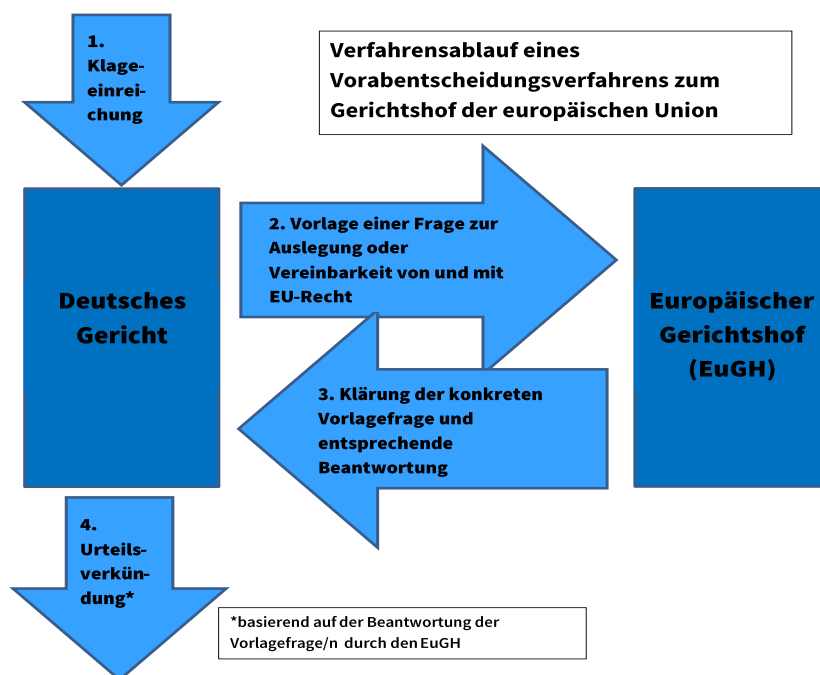 1.
Klage-
einrei-
chung
Verfahrensablauf eines
Vorabentscheidungsverfahrens zum
Gerichtshof der europäischen Union
2. Vorlage einer Frage zur
Auslegung oder
Vereinbarkeit von und mit
EU-Recht
Deutsches
Gericht
Europäischer
Gerichtshof
(EuGH)
3. Klärung der konkreten
Vorlagefrage und
entsprechende
Beantwortung
4.
Urteils-
verkün-
dung*
*basierend auf der Beantwortung der
Vorlagefrage/n durch den EuGH